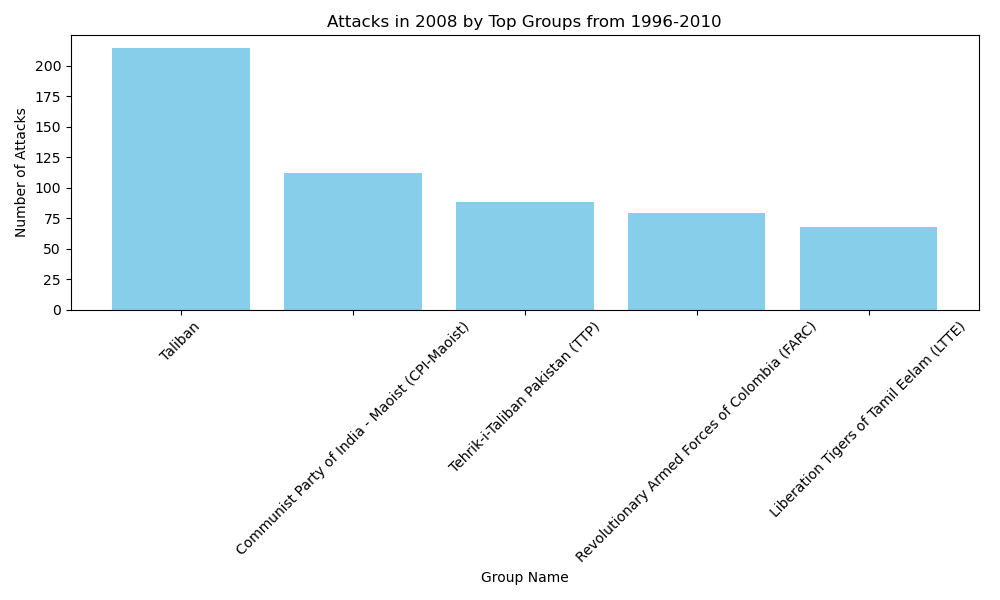 Attacks in 2008 by Top Groups from 1996-2010
Number of Attacks
200
175
150
125
100
75
50
25
0
Taliban
Communist Party of India - Maoist (CPI-Maoist)
Tehrik-i-Taliban Pakistan (TTP)
Revolutionary Armed Forces of Colombia (FARC)
Liberation Tigers of Tamil Eelam (LTTE)
Group Name